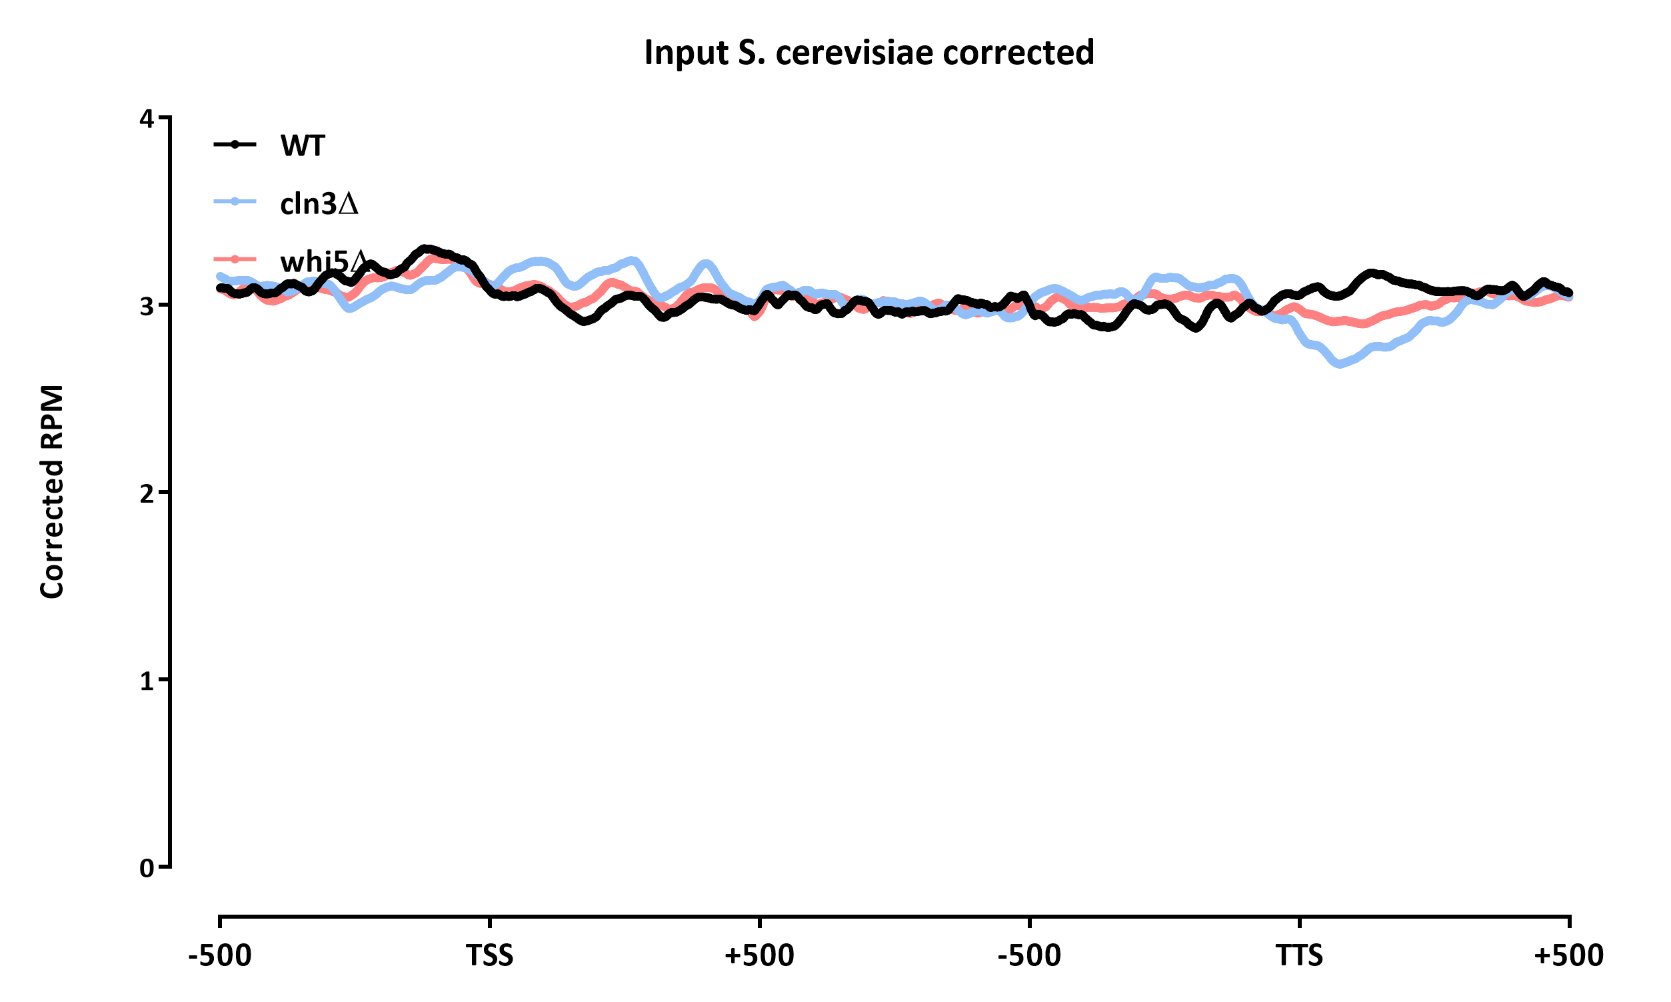 Input S. cerevisiae corrected
4
WT
cln3Δ
whi5Δ
3
2
Corrected RPM
1
0
-500 TSS +500 -500 TTS +500